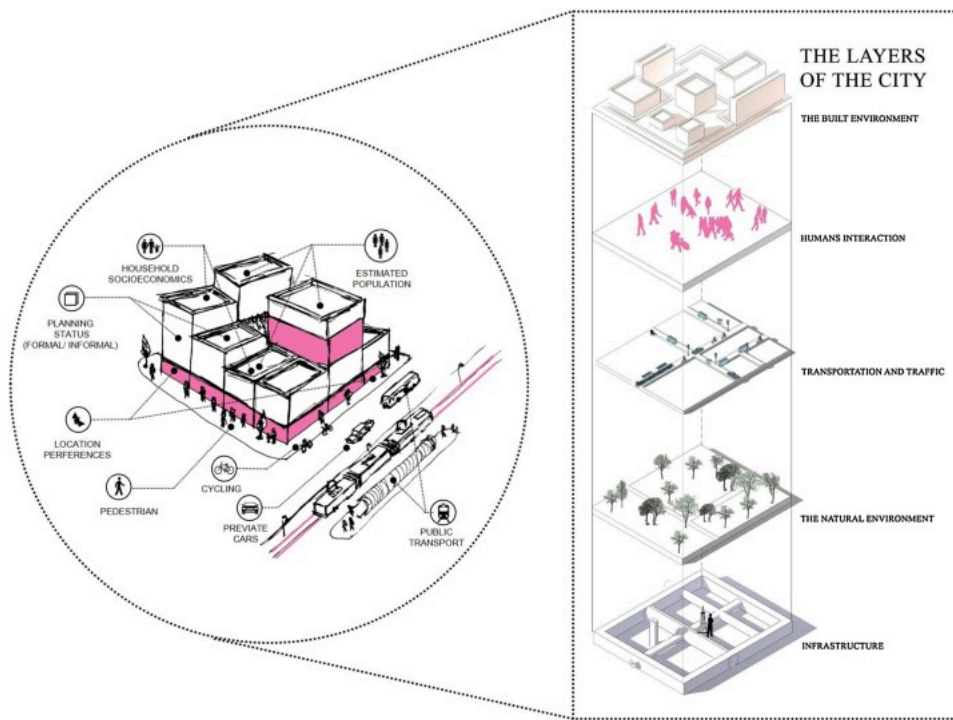 THE LAYERS
OF THE CITY
THE BUILT ENVIRONMENT
HUMANS INTERACTION
TRANSPORTATION AND TRAFFIC
THE NATURAL ENVIRONMENT
INFRASTRUCTURE
HOUSEHOLD
SOCIOECONOMICS
ESTIMATED
POPULATION
PLANNING
STATUS
(FORMAL/ INFORMAL)
LOCATION
PERFERENCES
PEDESTRIAN
CYCLING
PREVIATE
CARS
PUBLIC
TRANSPORT